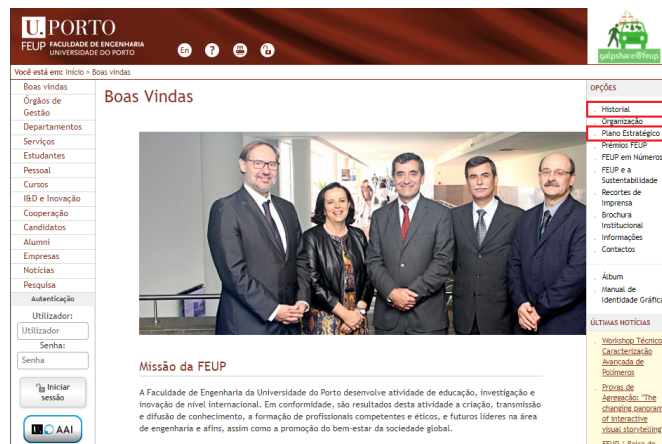 U. PORTO
FEUP FACULDADE DE ENGENHARIA
UNIVERSIDADE DO PORTO
En
?
galpshare@feup
Você está em: Início > Boas vindas
Boas vindas
Órgãos de
Gestão
Departamentos
Serviços
Estudantes
Pessoal
Cursos
I&D e Inovação
Cooperação
Candidatos
Alumni
Empresas
Notícias
Pesquisa
Autenticação
Utilizador:
Utilizador
Senha:
Senha
Iniciar
sessão
U. AAI
Boas Vindas
Missão da FEUP
A Faculdade de Engenharia da Universidade do Porto desenvolve atividade de educação, investigação e
inovação de nível internacional. Em conformidade, são resultados desta atividade a criação, transmissão
e difusão de conhecimento, a formação de profissionais competentes e éticos, e futuros líderes na área
de engenharia e afins, assim como a promoção do bem-estar da sociedade global.
OPÇÕES
Historial
Organização
Plano Estratégico
Prémios FEUP
FEUP em Números
FEUP e a
Sustentabilidade
Recortes de
Imprensa
Brochura
Institucional
Informações
Contactos
Álbum
Manual de
Identidade Gráfica
ÚLTIMAS NOTÍCIAS
Workshop Técnico
Caracterização
Avançada de
Polímeros
Provas de
Agregação: "The
changing panoram
of interactive
visual storytelling"